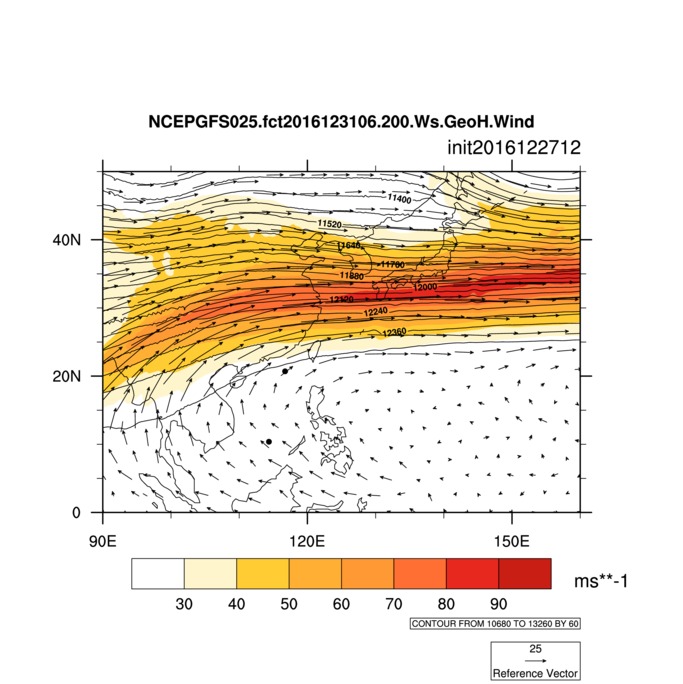 NCEPGFS025.fct2016123106.200.Ws.GeoH.Wind
init2016122712
11400
11520
11640
11760
11880
12000
12120
12240
12360
40N
20N
0
90E 120E 150E
ms**-1
30 40 50 60 70 80 90
CONTOUR FROM 10680 TO 13260 BY 60
25
Reference Vector